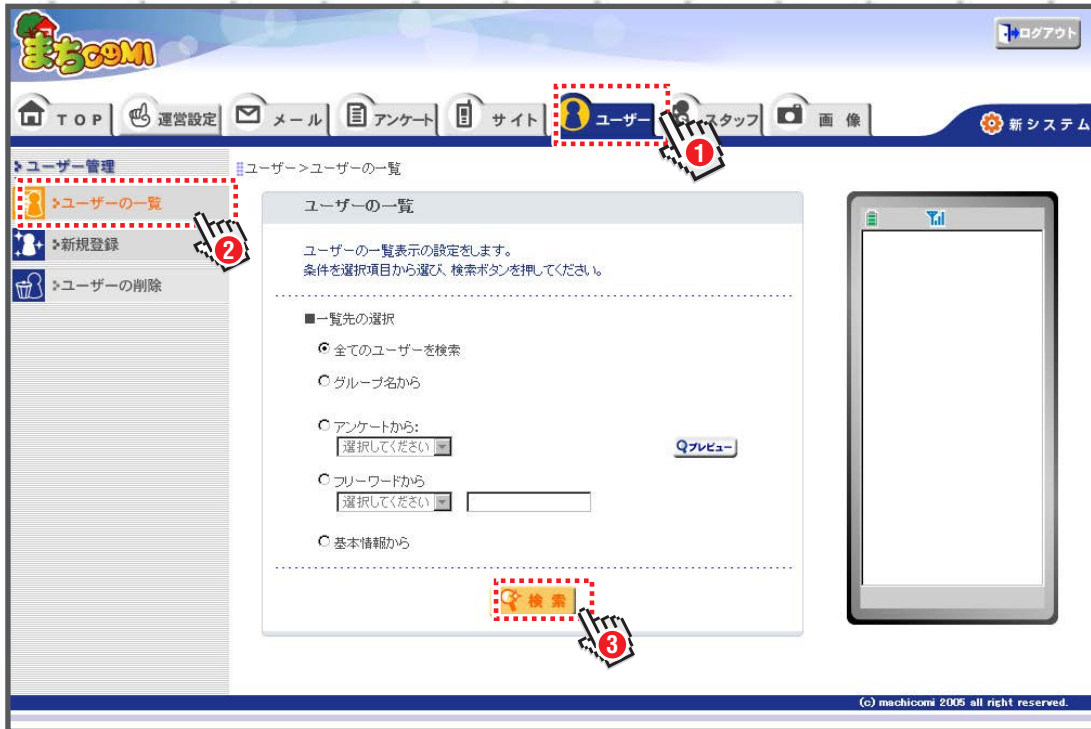 まちCOMI
ログアウト
TOP 運営設定 メール アンケート サイト ユーザー スタッフ 画像 新システム
1
ユーザー管理
ユーザー>ユーザーの一覧
ユーザーの一覧
2
新規登録
ユーザーの削除
ユーザーの一覧
ユーザーの一覧表示の設定をします。
条件を選択項目から選び、検索ボタンを押してください。
■一覧先の選択
全てのユーザーを検索
グループ名から
アンケートから:
選択してください
プレビュー
フリーワードから
選択してください
基本情報から
検索
3
(c) machicomi 2005 all right reserved.